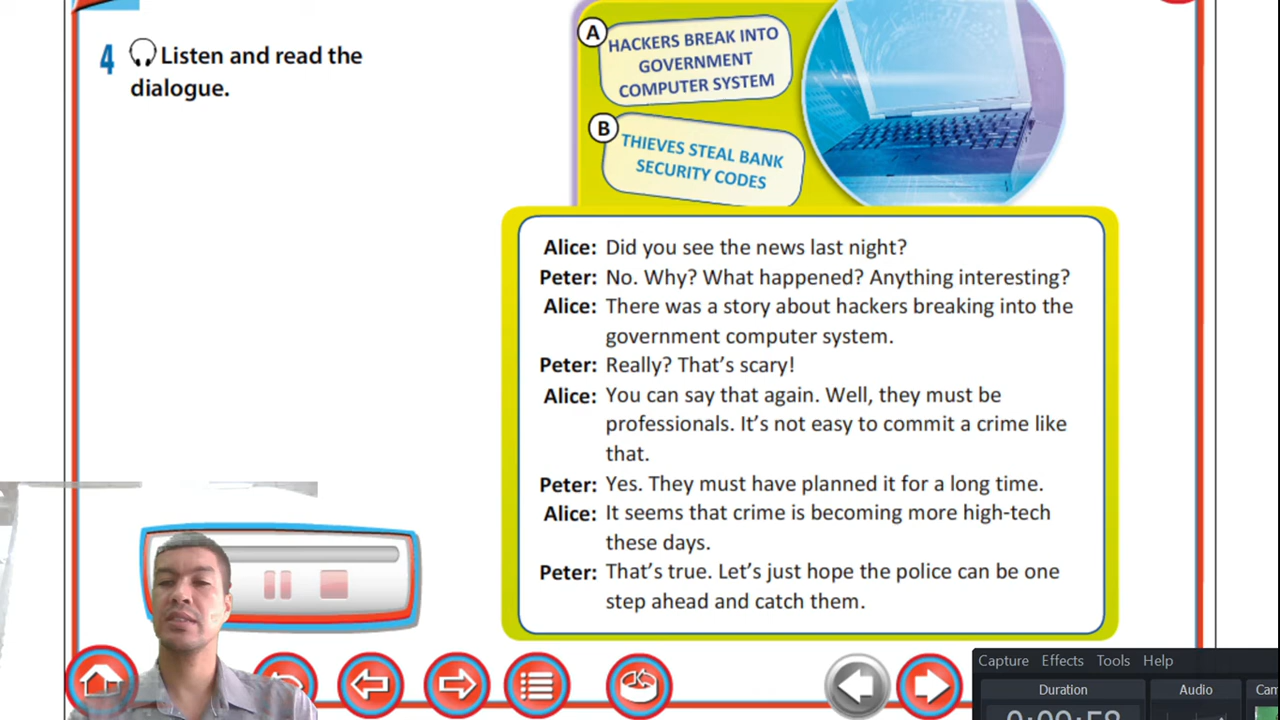 4 Listen and read the
dialogue.
A
HACKERS BREAK INTO
GOVERNMENT
COMPUTER SYSTEM
B
THIEVES STEAL BANK
SECURITY CODES
Alice: Did you see the news last night?
Peter: No. Why? What happened? Anything interesting?
Alice: There was a story about hackers breaking into the
government computer system.
Peter: Really? That’s scary!
Alice: You can say that again. Well, they must be
professionals. It’s not easy to commit a crime like
that.
Peter: Yes. They must have planned it for a long time.
Alice: It seems that crime is becoming more high-tech
these days.
Peter: That’s true. Let’s just hope the police can be one
step ahead and catch them.
Capture Effects Tools Help
Duration Audio